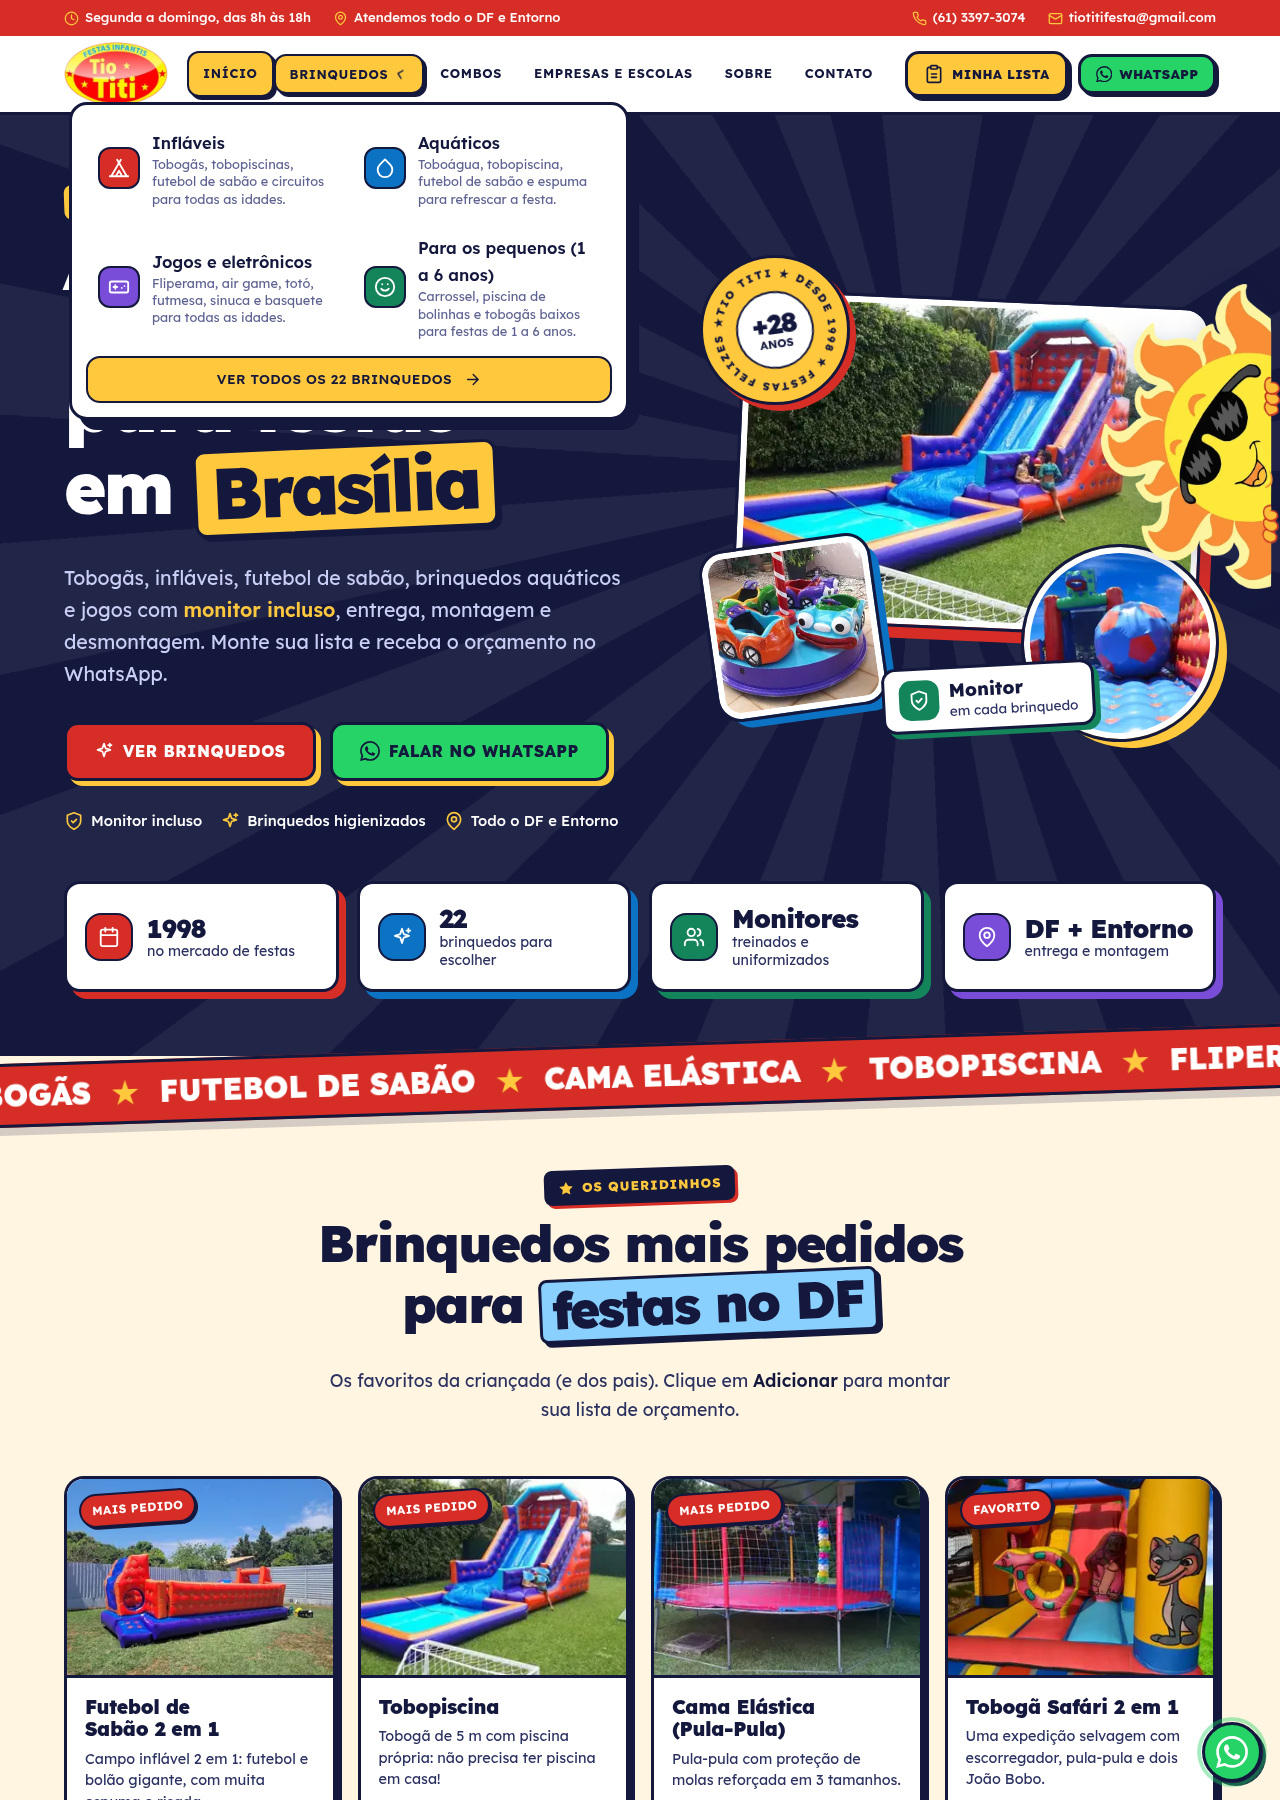 Segunda a domingo, das 8h às 18h
Atendemos todo o DF e Entorno
(61) 3397-3074
tiotitifesta@gmail.com
FESTAS INFANTIS
Tio
Titi
INÍCIO
BRINQUEDOS
COMBOS
EMPRESAS E ESCOLAS
SOBRE
CONTATO
MINHA LISTA
WHATSAPP
Infláveis
Tobogãs, tobopiscinas,
futebol de sabão e circuitos
para todas as idades.
Aquáticos
Toboágua, tobopiscina,
futebol de sabão e espuma
para refrescar a festa.
Jogos e eletrônicos
Fliperama, air game, totó,
futmesa, sinuca e basquete
para todas as idades.
Para os pequenos (1
a 6 anos)
Carrossel, piscina de
bolinhas e tobogãs baixos
para festas de 1 a 6 anos.
VER TODOS OS 22 BRINQUEDOS
em Brasília
Tobogãs, infláveis, futebol de sabão, brinquedos aquáticos
e jogos com monitor incluso, entrega, montagem e
desmontagem. Monte sua lista e receba o orçamento no
WhatsApp.
VER BRINQUEDOS
FALAR NO WHATSAPP
Monitor incluso
Brinquedos higienizados
Todo o DF e Entorno
TIO TITI ★ DESDE 1998 ★ FESTAS FELIZES ★
+28
ANOS
Monitor
em cada brinquedo
1998
no mercado de festas
22
brinquedos para
escolher
Monitores
treinados e
uniformizados
DF + Entorno
entrega e montagem
BOGÃS ★ FUTEBOL DE SABÃO ★ CAMA ELÁSTICA ★ TOBOPISCINA ★ FLIPER
OS QUERIDINHOS
Brinquedos mais pedidos
para festas no DF
Os favoritos da criançada (e dos pais). Clique em Adicionar para montar
sua lista de orçamento.
MAIS PEDIDO
Futebol de
Sabão 2 em 1
Campo inflável 2 em 1: futebol e
bolão gigante, com muita
espuma e risada.
MAIS PEDIDO
Tobopiscina
Tobogã de 5 m com piscina
própria: não precisa ter piscina
em casa!
MAIS PEDIDO
Cama Elástica
(Pula-Pula)
Pula-pula com proteção de
molas reforçada em 3 tamanhos.
FAVORITO
Tobogã Safári 2 em 1
Uma expedição selvagem com
escorregador, pula-pula e dois
João Bobo.